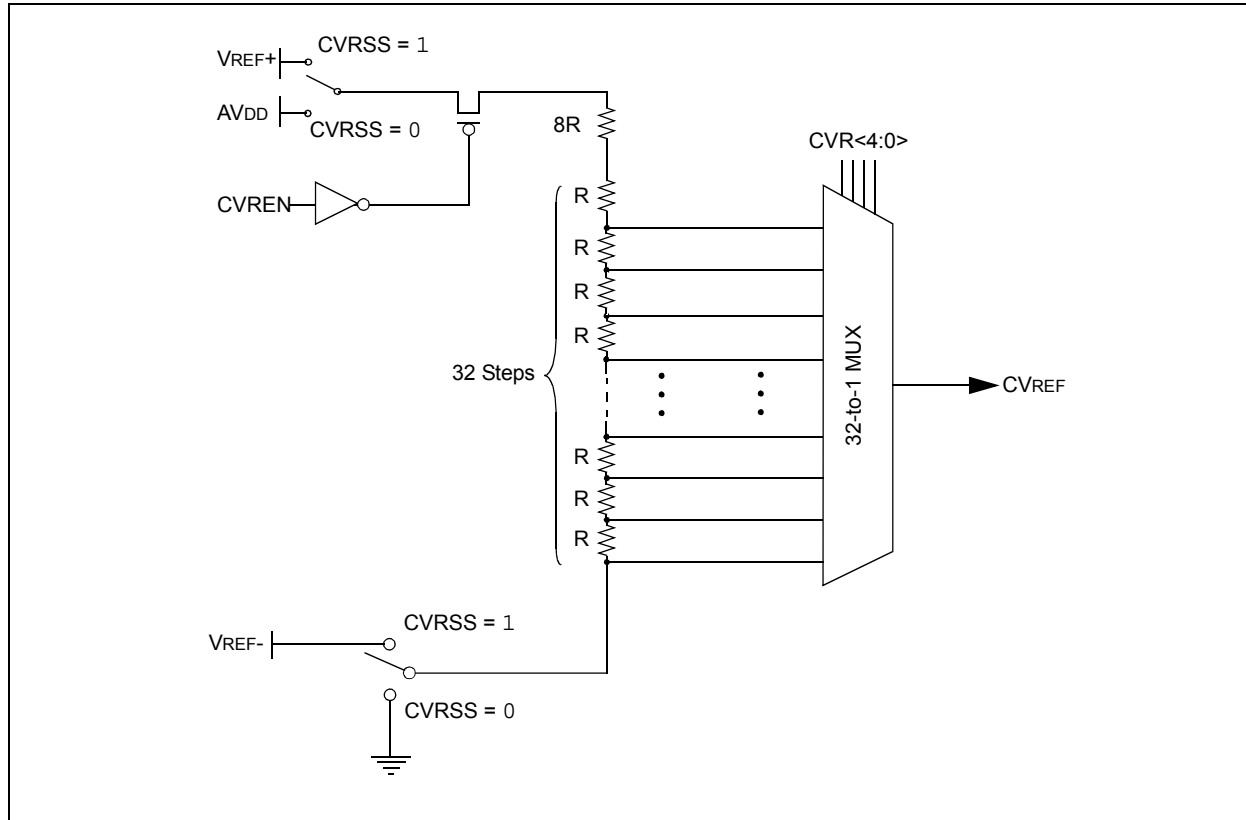 CVRSS = 1
VREF+
AVDD
CVRSS = 0
8R
CVR<4:0>
CVREN
R
R
R
R
32 Steps
32-to-1 MUX
CVREF
R
R
R
CVRSS = 1
VREF-
CVRSS = 0